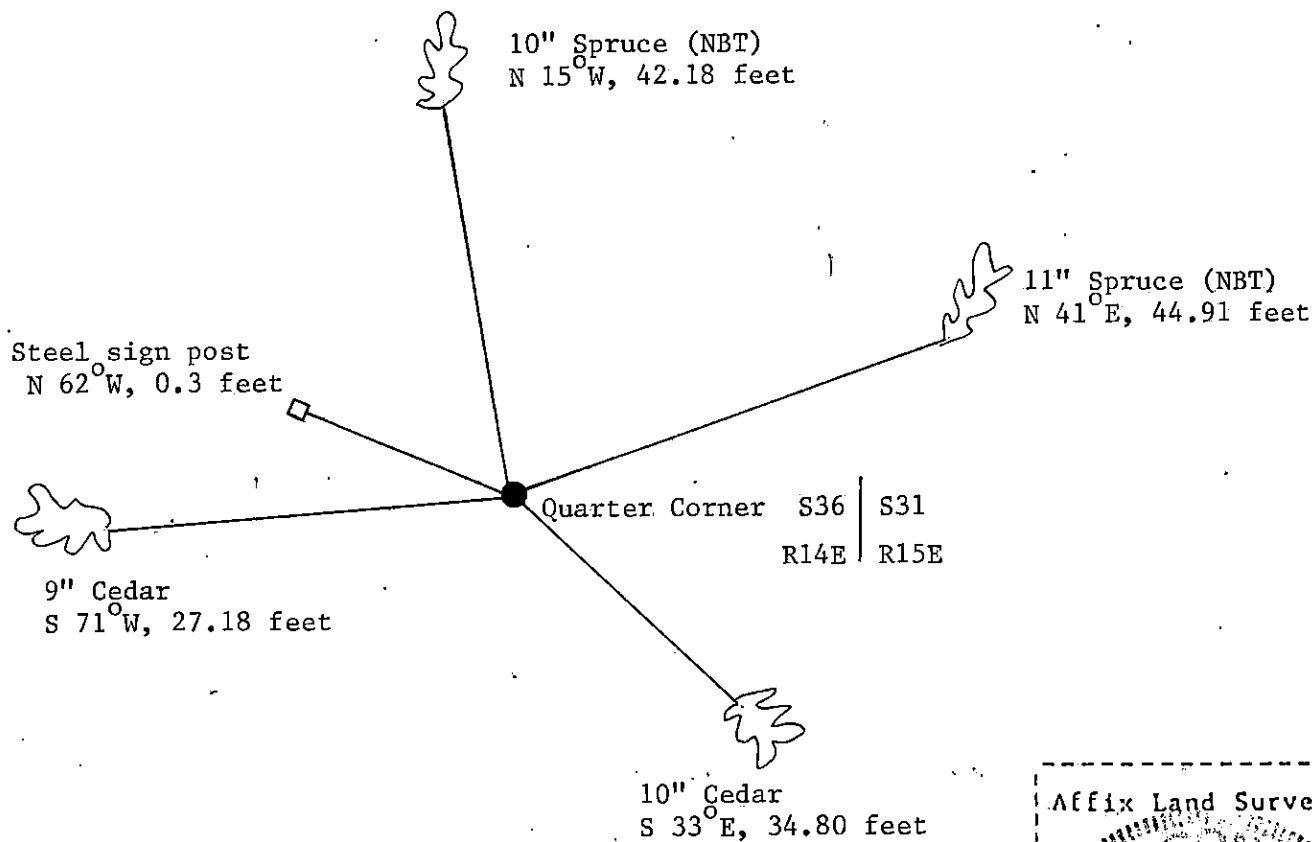 10" Spruce (NBT)
N 15°W, 42.18 feet
11" Spruce (NBT)
N 41°E, 44.91 feet
Steel sign post
N 62°W, 0.3 feet
Quarter Corner S36 | S31
R14E | R15E
9" Cedar
S 71°W, 27.18 feet
10" Cedar
S 33°E, 34.80 feet
Affix Land Surve